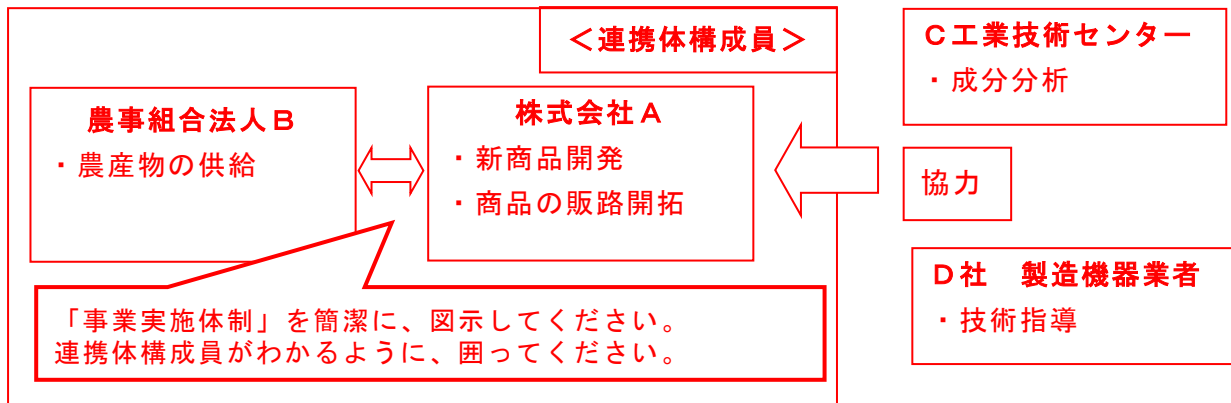 <連携体構成員>
農事組合法人B
・農産物の供給
株式会社A
・新商品開発
・商品の販路開拓
C工業技術センター
・成分分析
協力
D社　製造機器業者
・技術指導
「事業実施体制」を簡潔に、図示してください。
連携体構成員がわかるように、囲ってください。